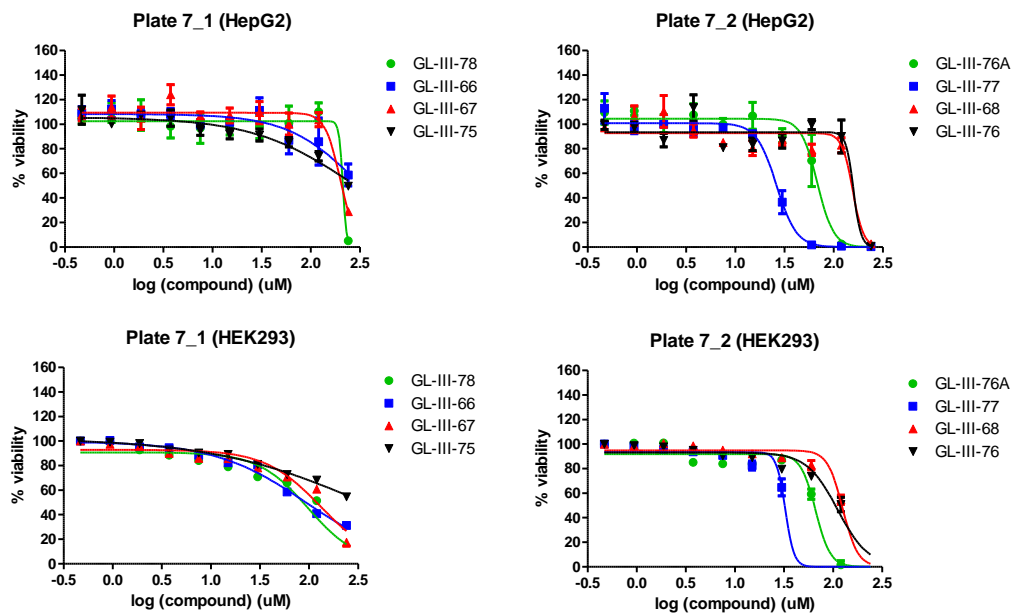 Plate 7_1 (HepG2)
% viability
160
140
120
100
80
60
40
20
0
-0.5 0.0 0.5 1.0 1.5 2.0 2.5
log (compound) (uM)
GL-III-78
GL-III-66
GL-III-67
GL-III-75
Plate 7_2 (HepG2)
% viability
160
140
120
100
80
60
40
20
0
-0.5 0.0 0.5 1.0 1.5 2.0 2.5
log (compound) (uM)
GL-III-76A
GL-III-77
GL-III-68
GL-III-76
Plate 7_1 (HEK293)
% viability
160
140
120
100
80
60
40
20
0
-0.5 0.0 0.5 1.0 1.5 2.0 2.5
log (compound) (uM)
GL-III-78
GL-III-66
GL-III-67
GL-III-75
Plate 7_2 (HEK293)
% viability
160
140
120
100
80
60
40
20
0
-0.5 0.0 0.5 1.0 1.5 2.0 2.5
log (compound) (uM)
GL-III-76A
GL-III-77
GL-III-68
GL-III-76